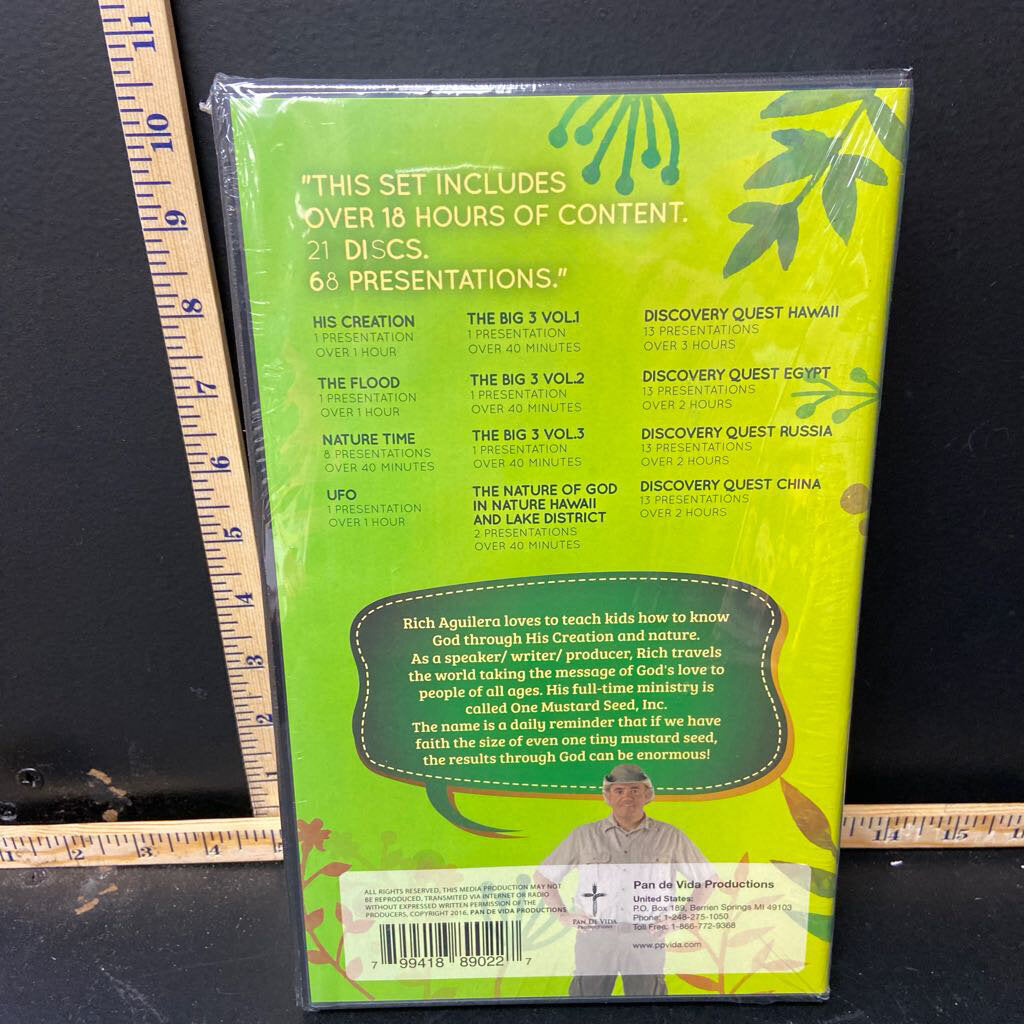 "THIS SET INCLUDES
OVER 18 HOURS OF CONTENT.
21 DISCS.
68 PRESENTATIONS."
HIS CREATION
1 PRESENTATION
OVER 1 HOUR
THE FLOOD
1 PRESENTATION
OVER 1 HOUR
NATURE TIME
8 PRESENTATIONS
OVER 40 MINUTES
UFO
1 PRESENTATION
OVER 1 HOUR
THE BIG 3 VOL.1
1 PRESENTATION
OVER 40 MINUTES
THE BIG 3 VOL.2
1 PRESENTATION
OVER 40 MINUTES
THE BIG 3 VOL.3
1 PRESENTATION
OVER 40 MINUTES
THE NATURE OF GOD
IN NATURE HAWAII
AND LAKE DISTRICT
2 PRESENTATIONS
OVER 40 MINUTES
DISCOVERY QUEST HAWAII
13 PRESENTATIONS
OVER 3 HOURS
DISCOVERY QUEST EGYPT
13 PRESENTATIONS
OVER 2 HOURS
DISCOVERY QUEST RUSSIA
13 PRESENTATIONS
OVER 2 HOURS
DISCOVERY QUEST CHINA
13 PRESENTATIONS
OVER 2 HOURS
Rich Aguilera loves to teach kids how to know
God through His Creation and nature.
As a speaker/ writer/ producer, Rich travels
the world taking the message of God's love to
people of all ages. His full-time ministry is
called One Mustard Seed, Inc.
The name is a daily reminder that if we have
faith the size of even one tiny mustard seed,
the results through God can be enormous!
ALL RIGHTS RESERVED, THIS MEDIA PRODUCTION MAY NOT
BE REPRODUCED, TRANSMITED VIA INTERNET OR RADIO
WITHOUT EXPRESSED WRITTEN PERMISSION OF THE
PRODUCERS, COPYRIGHT 2016. PAN DE VIDA PRODUCTIONS
7 99418 89022 7
PAN DE VIDA
PRODUCTIONS
Pan de Vida Productions
United States:
P.O. Box 189, Berrien Springs MI 49103
Phone: 1-248-275-1050
Toll Free: 1-866-772-9368
www.ppvida.com
11
10
9
8
7
6
5
4
3
2
1
1 2 3 4
14 15 16